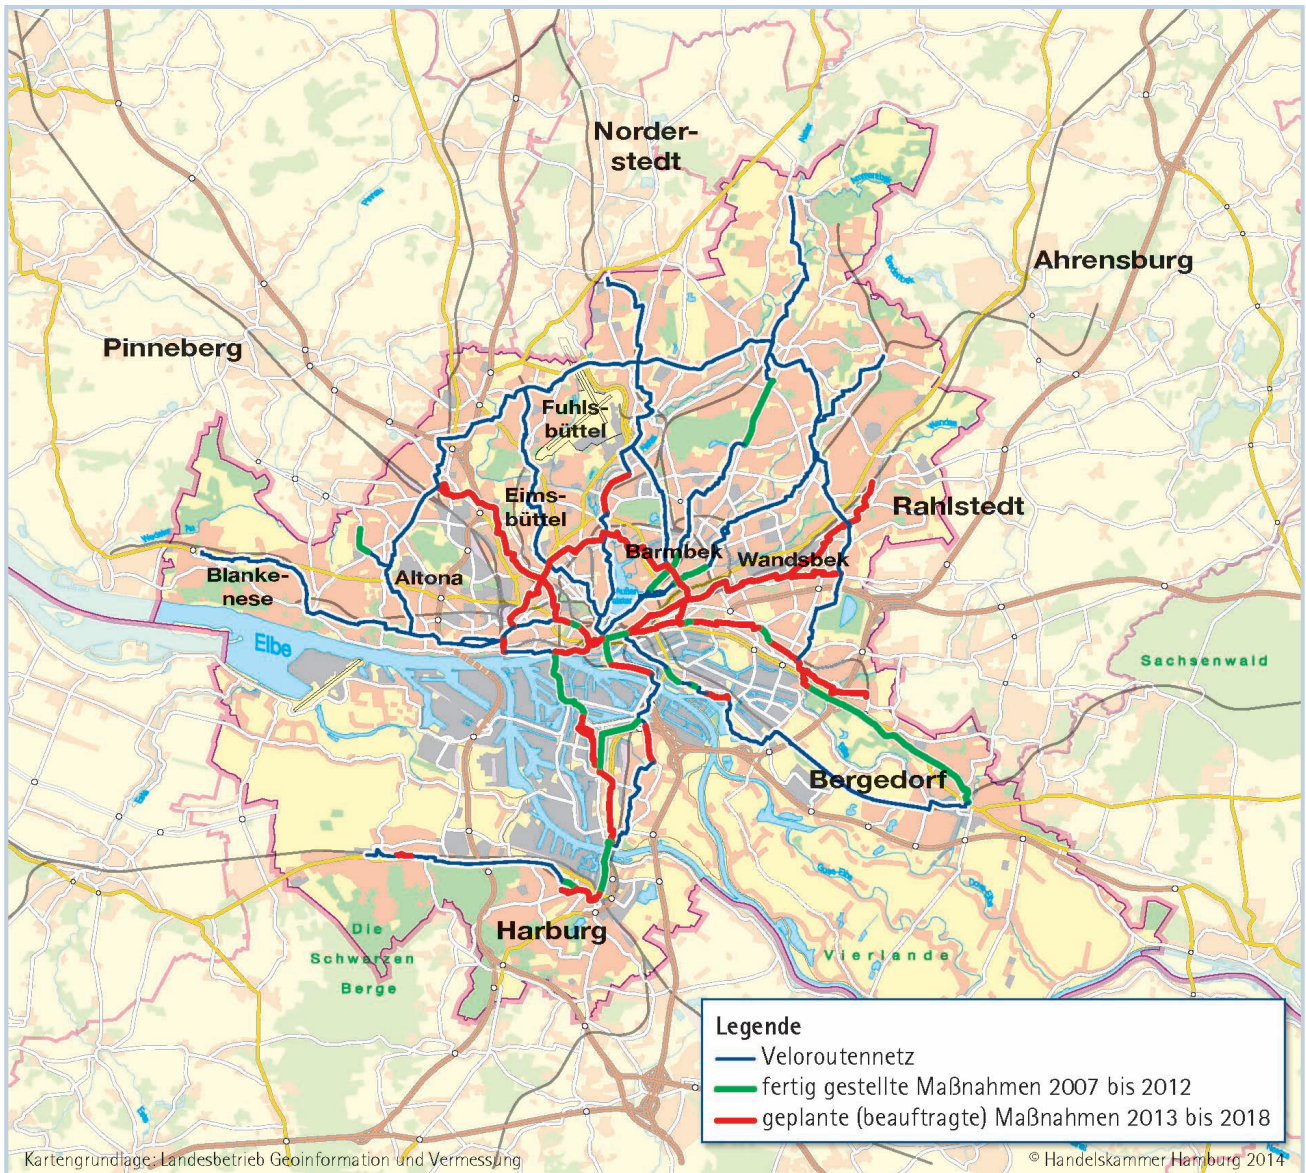 Norder-
stedt
Ahrensburg
Pinneberg
Fuhls-
büttel
Eims-
büttel
Rahlstedt
Barmbek
Wandsbek
Altona
Blanke-
nese
Elbe
Sachsenwald
Bergedorf
Harburg
Die
Schwarzen
Berge
Vierlande
Legende
Veloroutennetz
fertig gestellte Maßnahmen 2007 bis 2012
geplante (beauftragte) Maßnahmen 2013 bis 2018
Kartengrundlage: Landesbetrieb Geoinformation und Vermessung
© Handelskammer Hamburg 2014